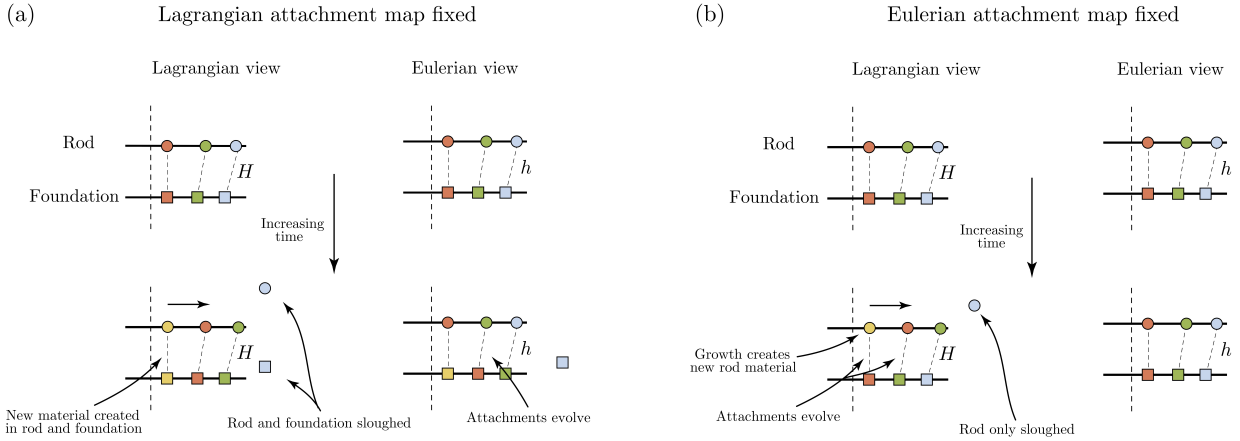 (a)
Lagrangian attachment map fixed
Lagrangian view
Eulerian view
Rod
H
h
Foundation
Increasing
time
H
h
New material created
in rod and foundation
Rod and foundation sloughed
Attachments evolve
(b)
Eulerian attachment map fixed
Lagrangian view
Eulerian view
Rod
H
h
Foundation
Increasing
time
Growth creates
new rod material
H
h
Attachments evolve
Rod only sloughed